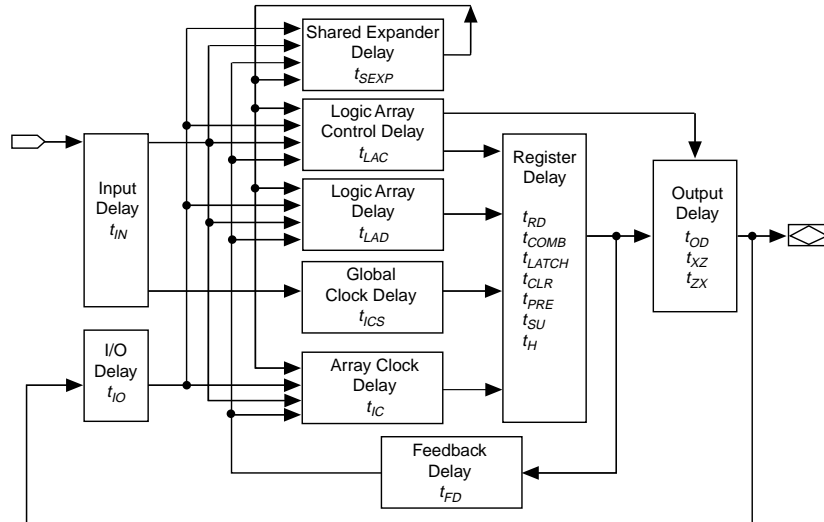 Shared Expander
Delay
tSEXP
Logic Array
Control Delay
tLAC
Input
Delay
tIN
Logic Array
Delay
tLAD
Register
Delay
tRD
tCOMB
tLATCH
tCLR
tPRE
tSU
tH
Output
Delay
tOD
tXZ
tZX
Global
Clock Delay
tICS
I/O
Delay
tIO
Array Clock
Delay
tIC
Feedback
Delay
tFD